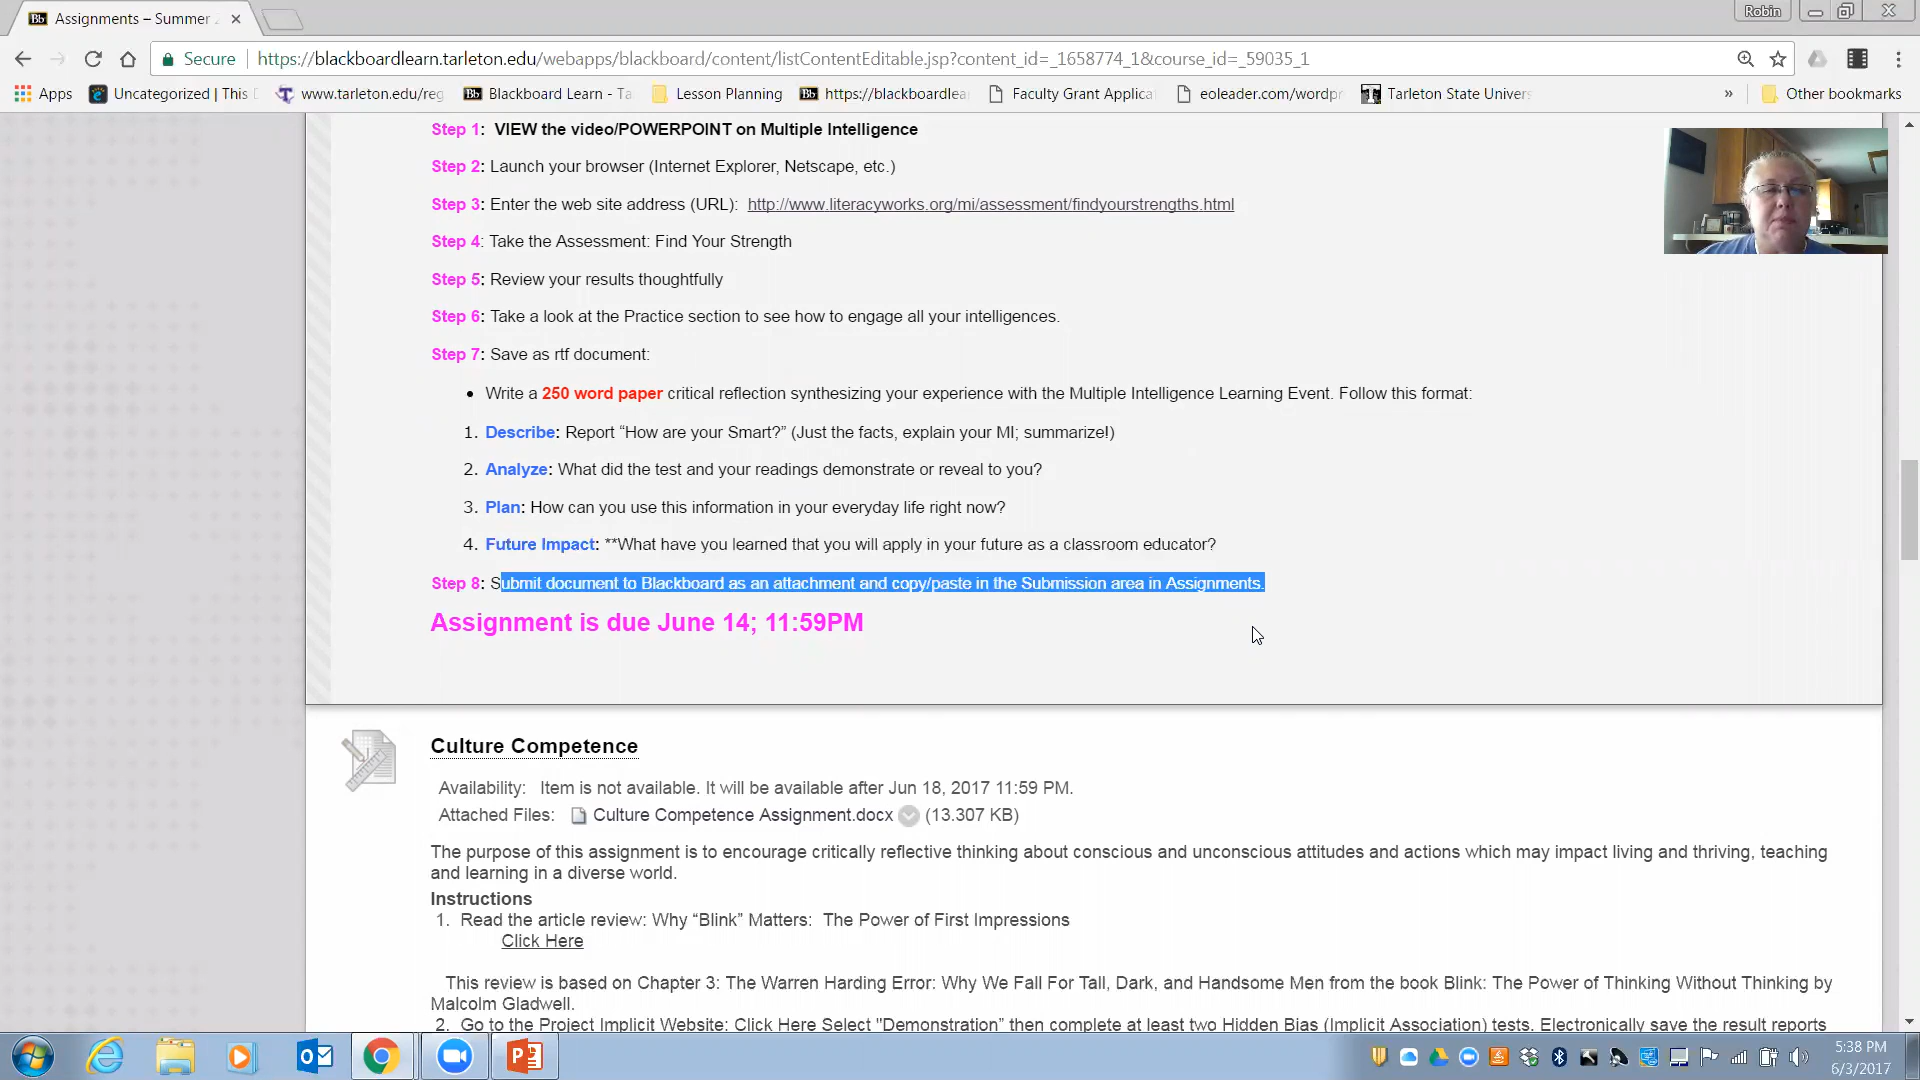 Assignments – Summer
Robin
Secure
https://blackboardlearn.tarleton.edu/webapps/blackboard/content/listContentEditable.jsp?content_id=_1658774_1&course_id=_59035_1
Apps Uncategorized | This www.tarleton.edu/reg Blackboard Learn - Ta Lesson Planning https://blackboardlea Faculty Grant Applica eoleader.com/wordpr Tarleton State Univers » Other bookmarks
Step 1: VIEW the video/POWERPOINT on Multiple Intelligence
Step 2: Launch your browser (Internet Explorer, Netscape, etc.)
Step 3: Enter the web site address (URL): http://www.literacyworks.org/mi/assessment/findyourstrengths.html
Step 4: Take the Assessment: Find Your Strength
Step 5: Review your results thoughtfully
Step 6: Take a look at the Practice section to see how to engage all your intelligences.
Step 7: Save as rtf document:
• Write a 250 word paper critical reflection synthesizing your experience with the Multiple Intelligence Learning Event. Follow this format:
1. Describe: Report “How are your Smart?” (Just the facts, explain your MI; summarize!)
2. Analyze: What did the test and your readings demonstrate or reveal to you?
3. Plan: How can you use this information in your everyday life right now?
4. Future Impact: **What have you learned that you will apply in your future as a classroom educator?
Step 8: Submit document to Blackboard as an attachment and copy/paste in the Submission area in Assignments.
Assignment is due June 14; 11:59PM
Culture Competence
Availability: Item is not available. It will be available after Jun 18, 2017 11:59 PM.
Attached Files: Culture Competence Assignment.docx (13.307 KB)
The purpose of this assignment is to encourage critically reflective thinking about conscious and unconscious attitudes and actions which may impact living and thriving, teaching
and learning in a diverse world.
Instructions
1. Read the article review: Why “Blink” Matters: The Power of First Impressions
Click Here
This review is based on Chapter 3: The Warren Harding Error: Why We Fall For Tall, Dark, and Handsome Men from the book Blink: The Power of Thinking Without Thinking by
Malcolm Gladwell.
2. Go to the Project Implicit Website: Click Here Select "Demonstration” then complete at least two Hidden Bias (Implicit Association) tests. Electronically save the result reports
5:38 PM
6/3/2017